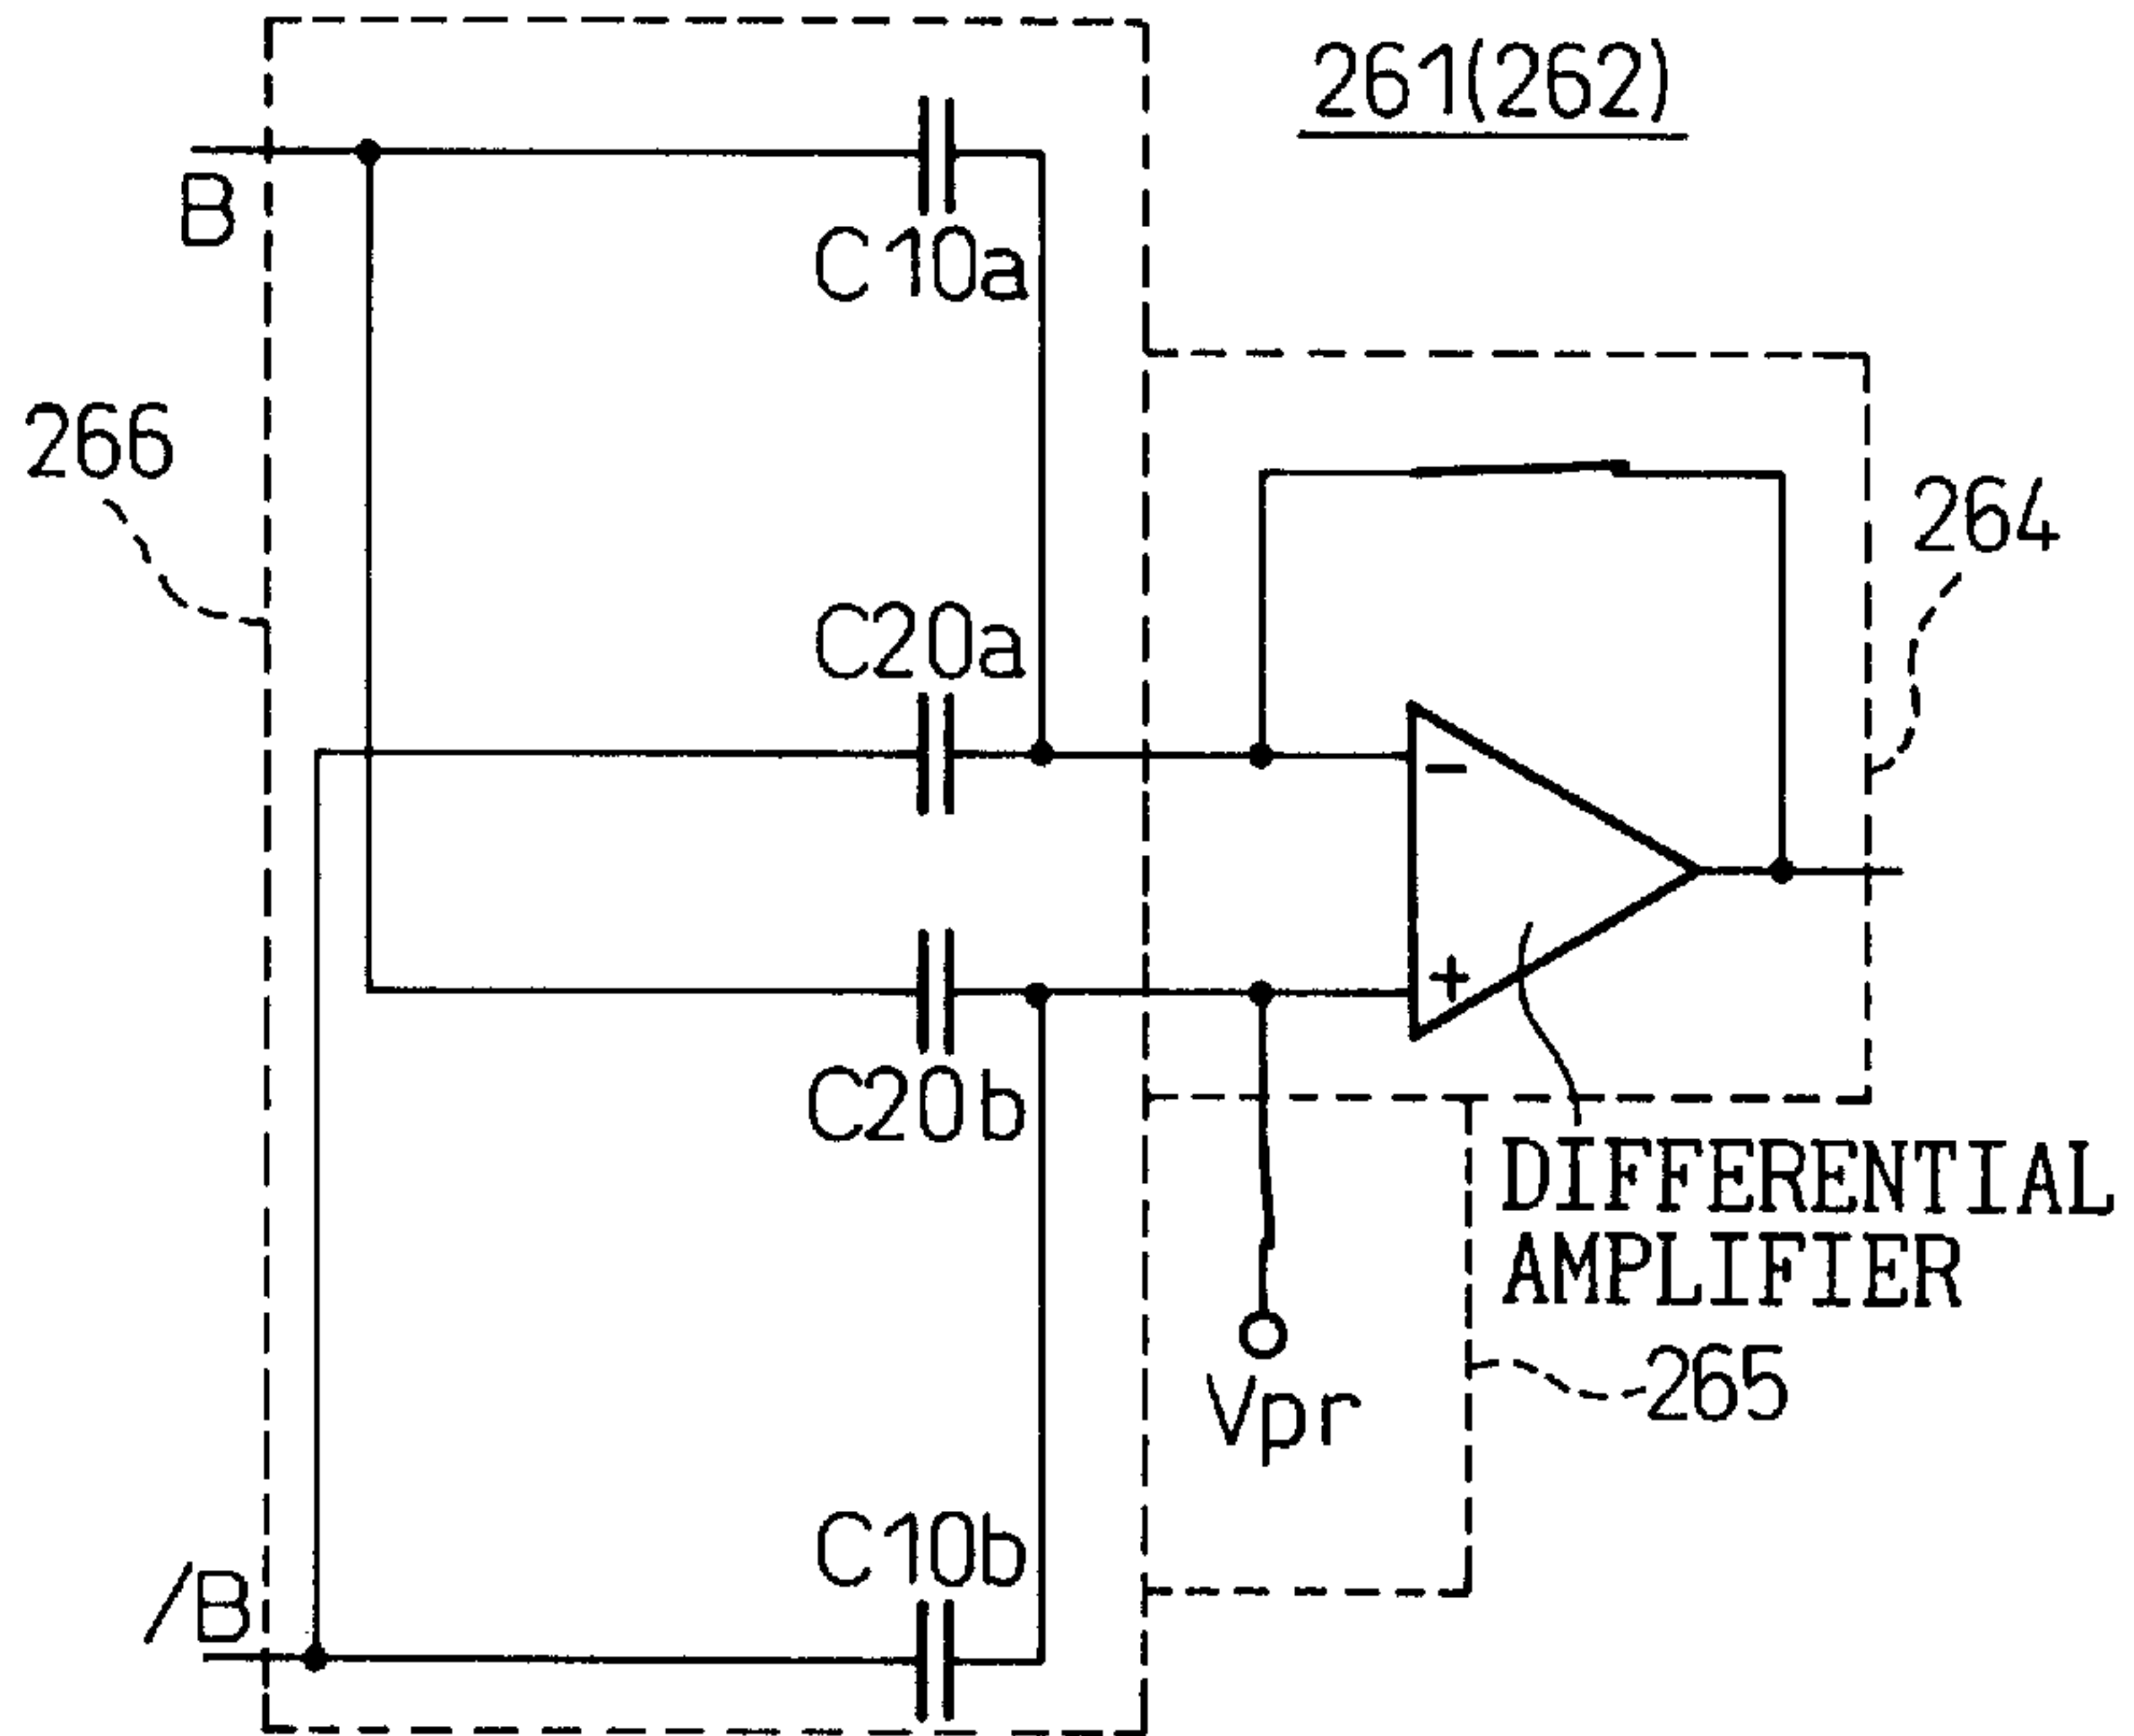 261(262)
B
C10a
266
C20a
264
-
+
C20b
DIFFERENTIAL
AMPLIFIER
265
Vpr
C10b
/B